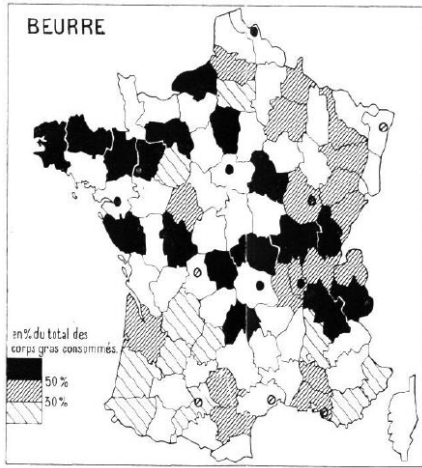 BEURRE
en% du total des
corps gras consommés.
50%
30%